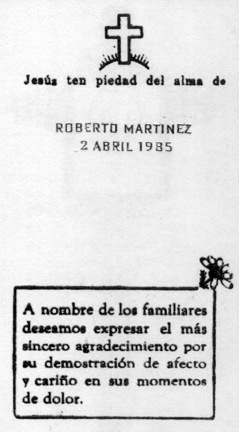 Jesús ten piedad del alma de
ROBERTO MARTINEZ
2 ABRIL 1985
A nombre de los familiares
deseamos expresar el más
sincero agradecimiento por
su demostración de afecto
y cariño en sus momentos
de dolor.